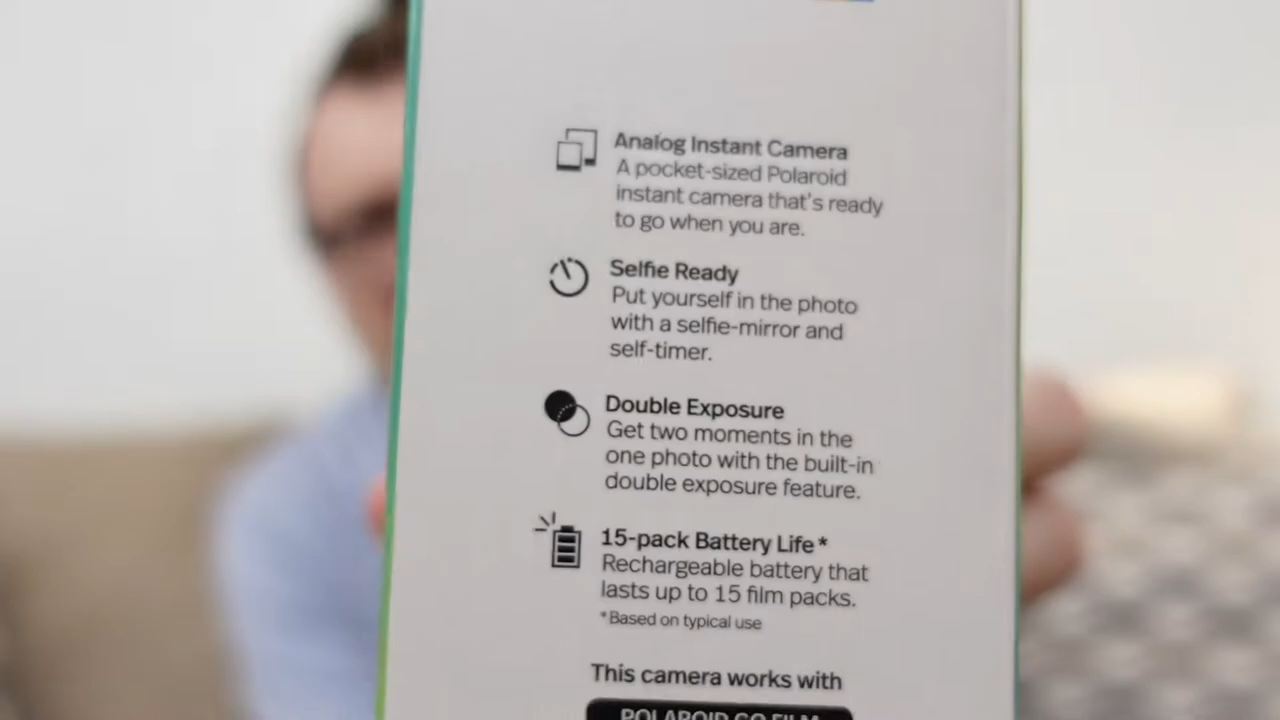 Analog Instant Camera
A pocket-sized Polaroid
instant camera that's ready
to go when you are.
Selfie Ready
Put yourself in the photo
with a selfie-mirror and
self-timer.
Double Exposure
Get two moments in the
one photo with the built-in
double exposure feature.
15-pack Battery Life*
Rechargeable battery that
lasts up to 15 film packs.
*Based on typical use
This camera works with
POLAROID GO FILM